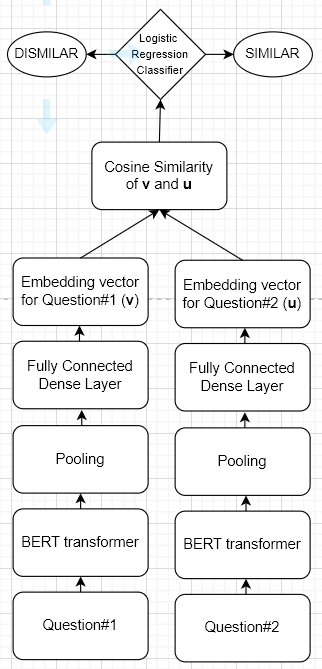 Logistic
Regression
Classifier
DISMILAR
SIMILAR
Cosine Similarity
of v and u
Embedding vector
for Question#1 (v)
Embedding vector
for Question#2 (u)
Fully Connected
Dense Layer
Fully Connected
Dense Layer
Pooling
Pooling
BERT transformer
BERT transformer
Question#1
Question#2